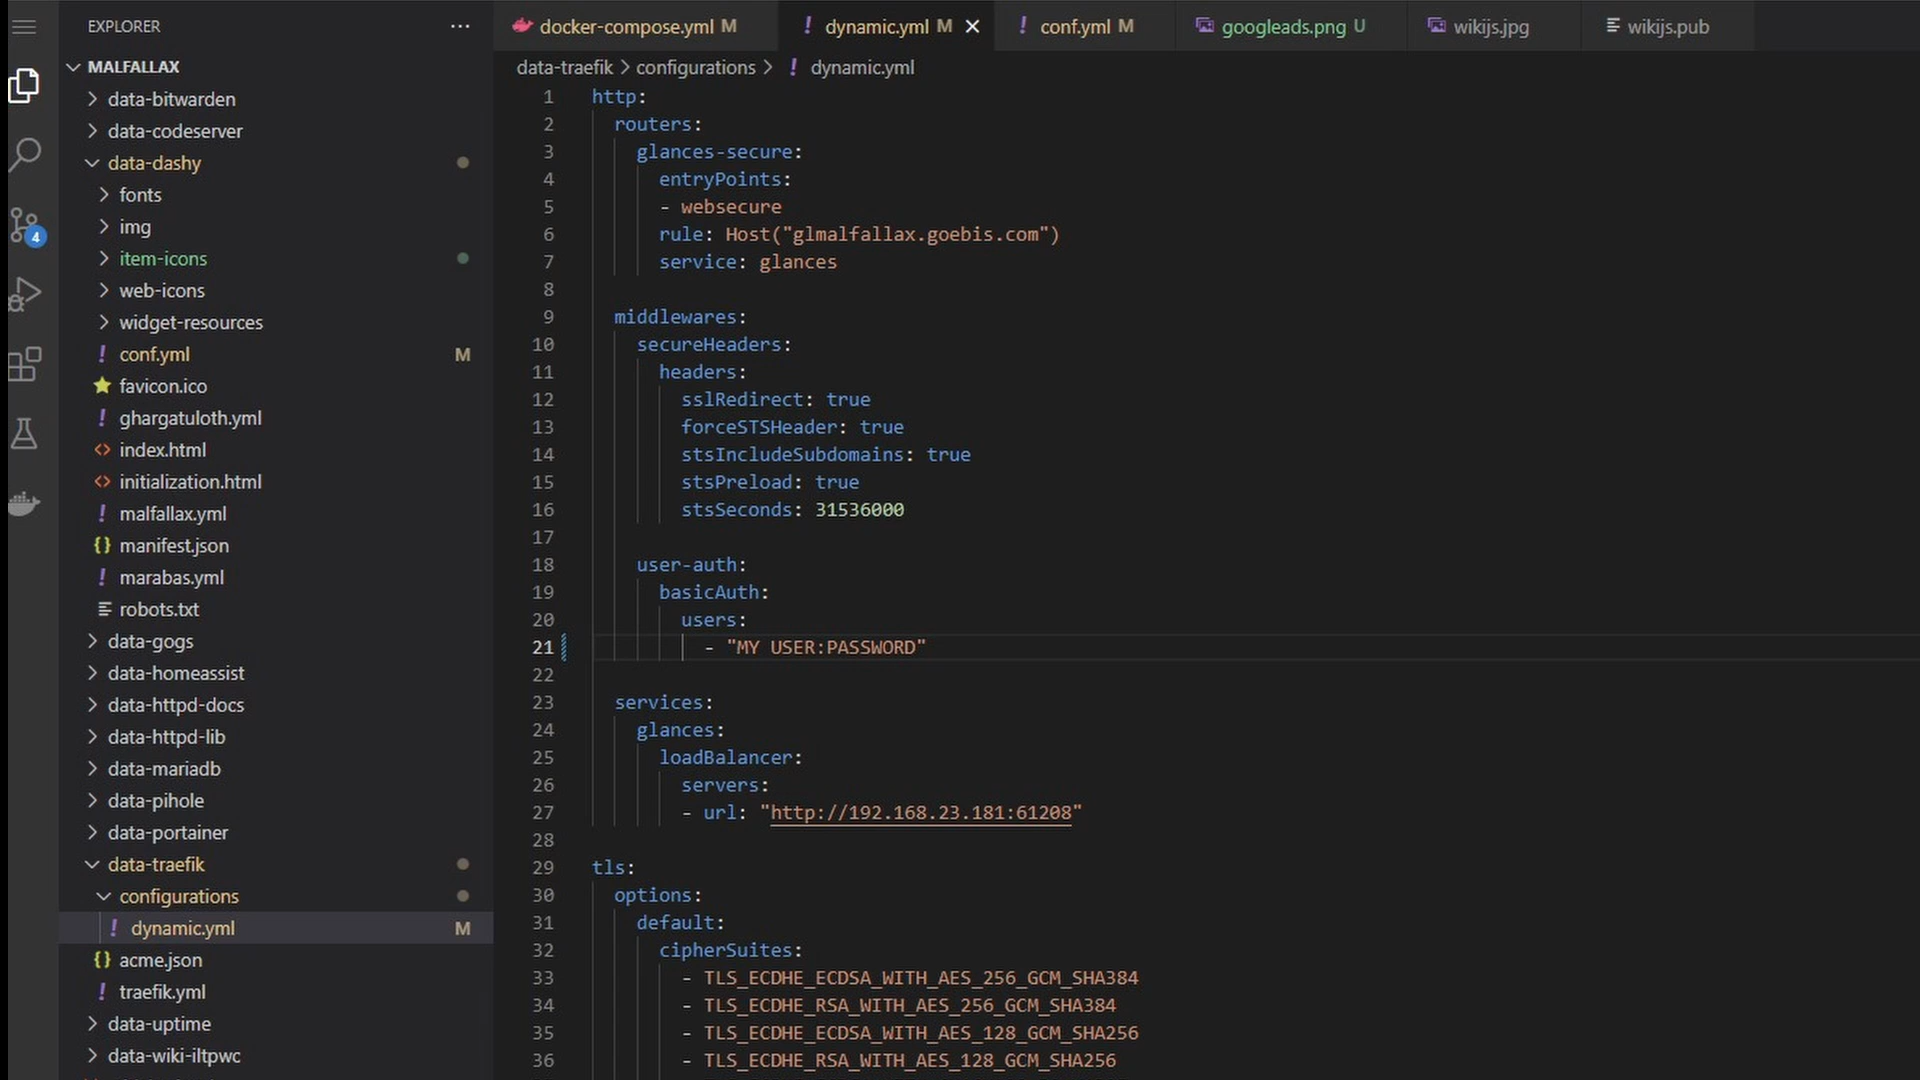 EXPLORER
MALFALLAX
data-bitwarden
data-codeserver
data-dashy
fonts
img
item-icons
web-icons
widget-resources
conf.yml M
favicon.ico
ghargatuloth.yml
index.html
initialization.html
malfallax.yml
manifest.json
marabas.yml
robots.txt
data-gogs
data-homeassist
data-httpd-docs
data-httpd-lib
data-mariadb
data-pihole
data-portainer
data-traefik
configurations
dynamic.yml M
acme.json
traefik.yml
data-uptime
data-wiki-iltpwc
4
docker-compose.yml M
dynamic.yml M
conf.yml M
googleads.png U
wikijs.jpg
wikijs.pub
data-traefik > configurations > ! dynamic.yml
1 http:
2 routers:
3 glances-secure:
4 entryPoints:
5 - websecure
6 rule: Host("glmalfallax.goebis.com")
7 service: glances
8
9 middlewares:
10 secureHeaders:
11 headers:
12 sslRedirect: true
13 forceSTSHeader: true
14 stsIncludeSubdomains: true
15 stsPreload: true
16 stsSeconds: 31536000
17
18 user-auth:
19 basicAuth:
20 users:
21 - "MY USER:PASSWORD"
22
23 services:
24 glances:
25 loadBalancer:
26 servers:
27 - url: "http://192.168.23.181:61208"
28
29 tls:
30 options:
31 default:
32 cipherSuites:
33 - TLS_ECDHE_ECDSA_WITH_AES_256_GCM_SHA384
34 - TLS_ECDHE_RSA_WITH_AES_256_GCM_SHA384
35 - TLS_ECDHE_ECDSA_WITH_AES_128_GCM_SHA256
36 - TLS_ECDHE_RSA_WITH_AES_128_GCM_SHA256